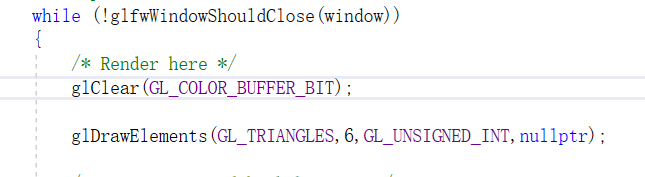 while (!glfwWindowShouldClose(window))
{
/* Render here */
glClear(GL_COLOR_BUFFER_BIT);
glDrawElements(GL_TRIANGLES,6,GL_UNSIGNED_INT,nullptr);